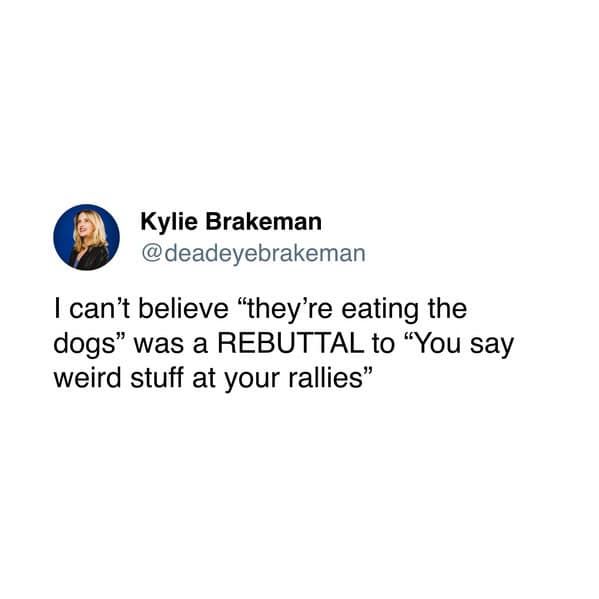 Kylie Brakeman
@deadeyebrakeman
I can’t believe “they’re eating the
dogs” was a REBUTTAL to “You say
weird stuff at your rallies”